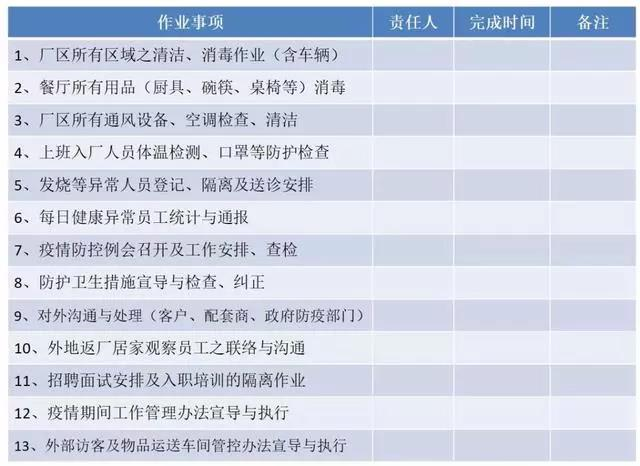 作业事项 责任人 完成时间 备注
1、厂区所有区域之清洁、消毒作业（含车辆）
2、餐厅所有用品（厨具、碗筷、桌椅等）消毒
3、厂区所有通风设备、空调检查、清洁
4、上班入厂人员体温检测、口罩等防护检查
5、发烧等异常人员登记、隔离及送诊安排
6、每日健康异常员工统计与通报
7、疫情防控例会召开及工作安排、查检
8、防护卫生措施宣导与检查、纠正
9、对外沟通与处理（客户、配套商、政府防疫部门）
10、外地返厂居家观察员工之联络与沟通
11、招聘面试安排及入职培训的隔离作业
12、疫情期间工作管理办法宣导与执行
13、外部访客及物品运送车间管控办法宣导与执行